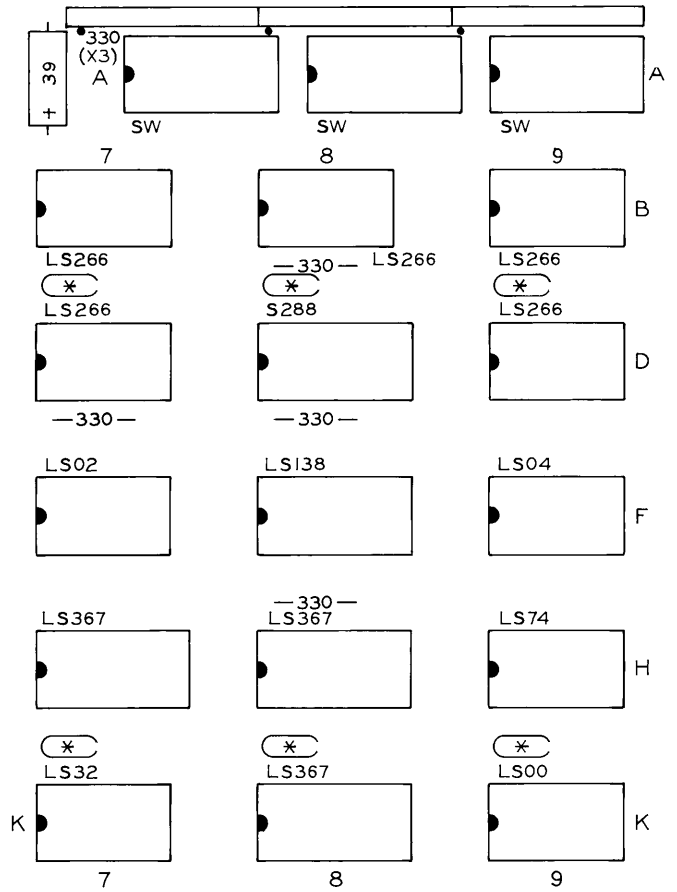 330
(X3)
39
+
A
A
SW
SW
SW
7
8
9
B
LS266
—330—
LS266
LS266
*
*
*
LS266
S288
LS266
D
—330—
—330—
LS02
LS138
LS04
F
—330—
LS367
LS367
LS74
H
*
*
*
LS32
LS367
LS00
K
K
7
8
9